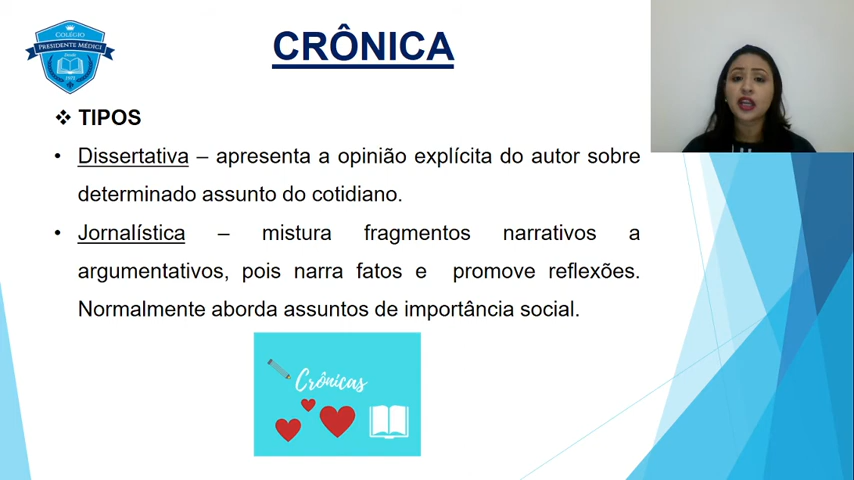 COLÉGIO
PRESIDENTE MÉDICI
CRÔNICA
❖ TIPOS
• Dissertativa – apresenta a opinião explícita do autor sobre
determinado assunto do cotidiano.
• Jornalística – mistura fragmentos narrativos a
argumentativos, pois narra fatos e promove reflexões.
Normalmente aborda assuntos de importância social.
Crônicas